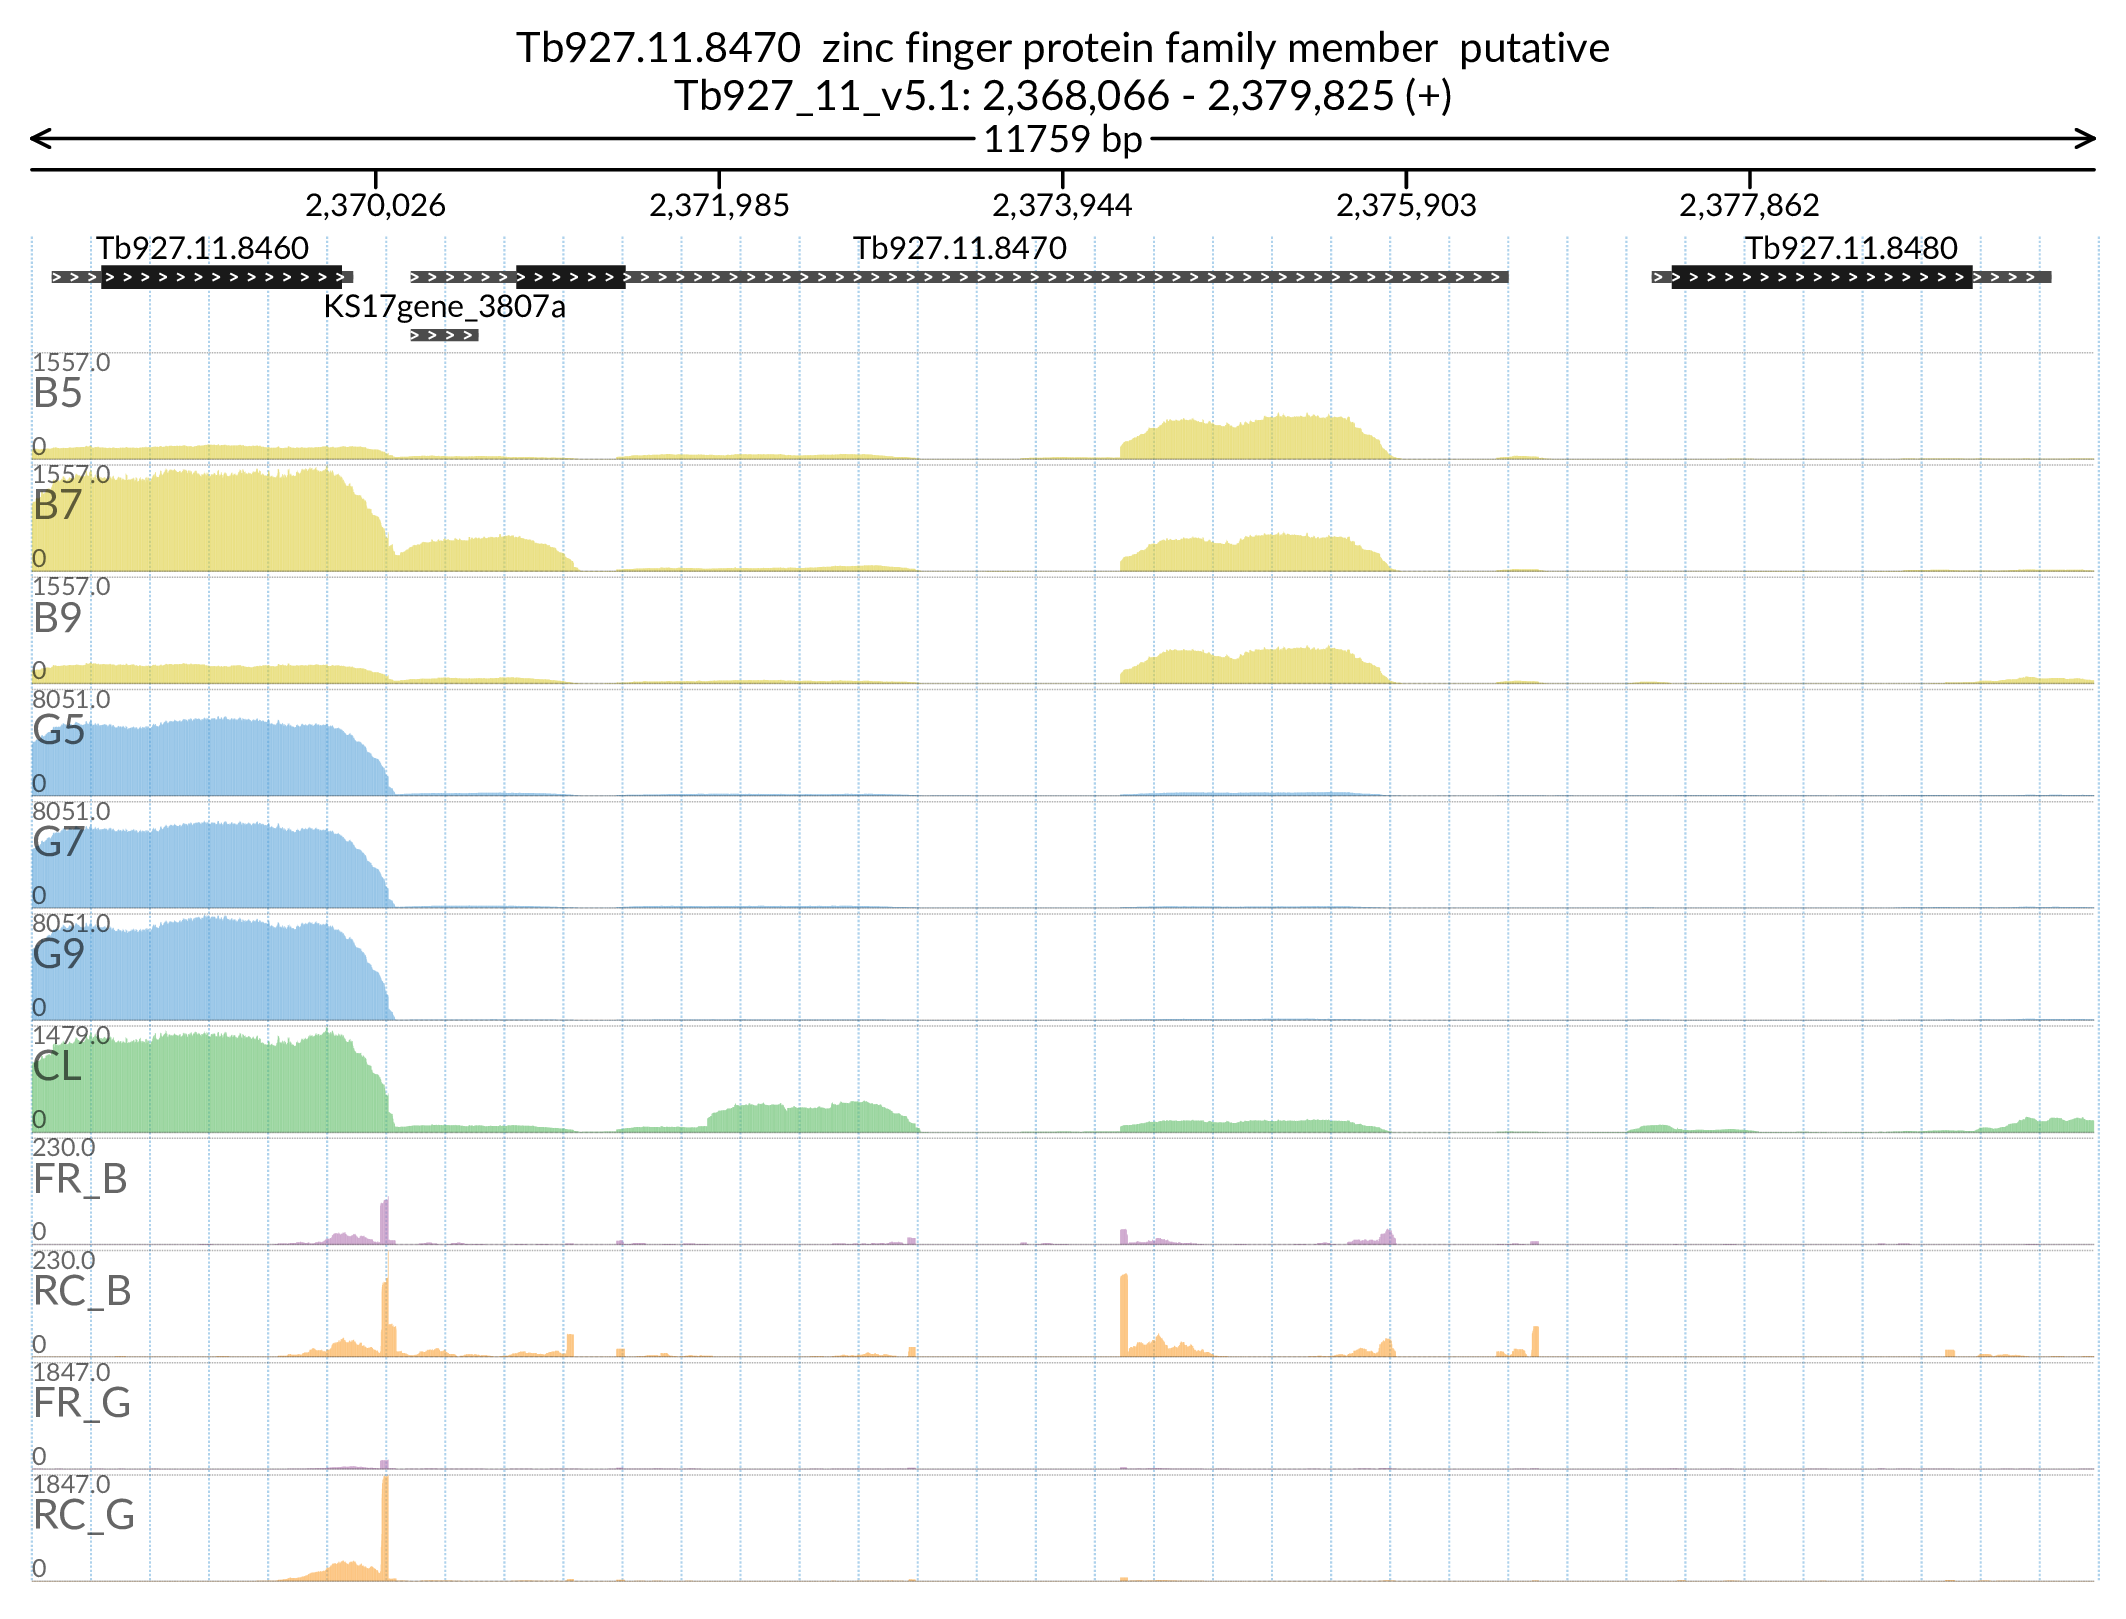 Tb927.11.8470 zinc finger protein family member putative
Tb927_11_v5.1: 2,368,066 - 2,379,825 (+)
11759 bp
2,370,026 2,371,985 2,373,944 2,375,903 2,377,862
Tb927.11.8460 Tb927.11.8470 Tb927.11.8480
KS17gene_3807a
1557.0
B5
0
1557.0
B7
0
1557.0
B9
0
8051.0
G5
0
8051.0
G7
0
8051.0
G9
0
1479.0
CL
0
230.0
FR_B
0
230.0
RC_B
0
1847.0
FR_G
0
1847.0
RC_G
0